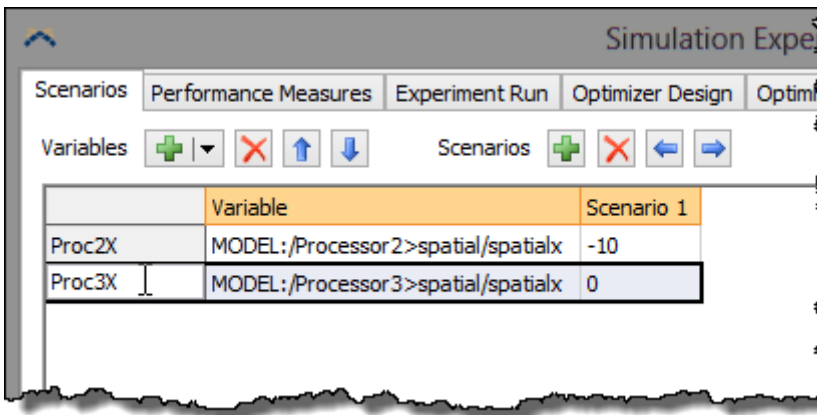 Simulation Expe
Scenarios Performance Measures Experiment Run Optimizer Design
Variables Scenarios
Variable Scenario 1
Proc2X MODEL:/Processor2>spatial/spatialx -10
Proc3X MODEL:/Processor3>spatial/spatialx 0